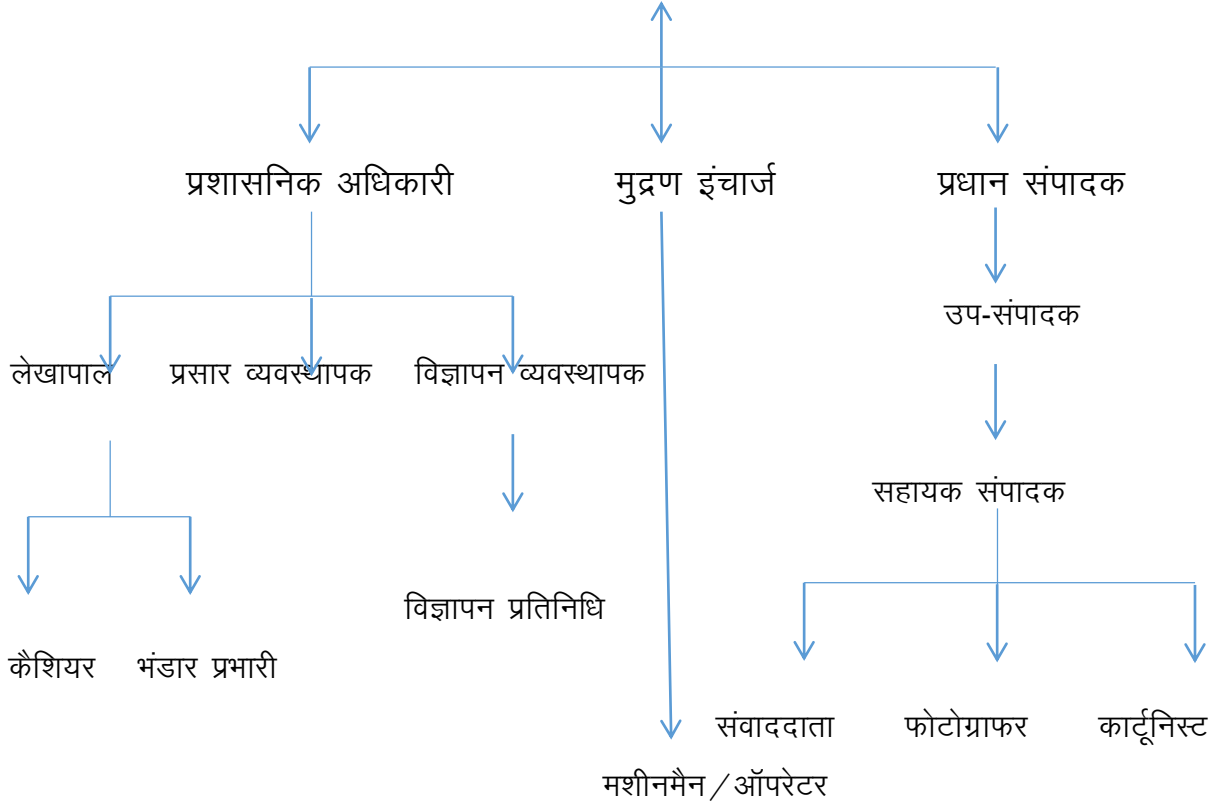 प्रशासनिक अधिकारी मुद्रण इंचार्ज प्रधान संपादक
उप-संपादक
लेखापाल प्रसार व्यवस्थापक विज्ञापन व्यवस्थापक
सहायक संपादक
विज्ञापन प्रतिनिधि
कैशियर भंडार प्रभारी
संवाददाता फोटोग्राफर कार्टूनिस्ट
मशीनमैन/ऑपरेटर